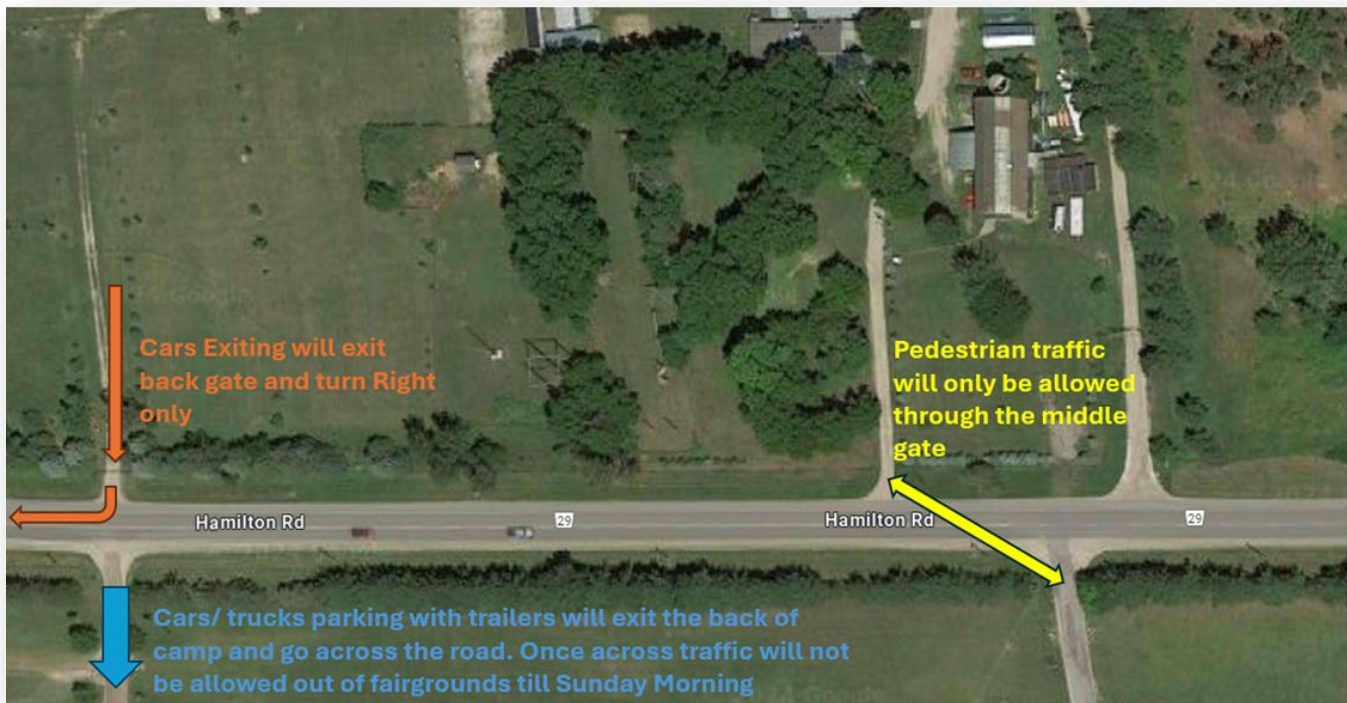 Cars Exiting will exit
back gate and turn Right
only
Pedestrian traffic
will only be allowed
through the middle
gate
Hamilton Rd
29
Hamilton Rd
29
Cars/ trucks parking with trailers will exit the back of
camp and go across the road. Once across traffic will not
be allowed out of fairgrounds till Sunday Morning